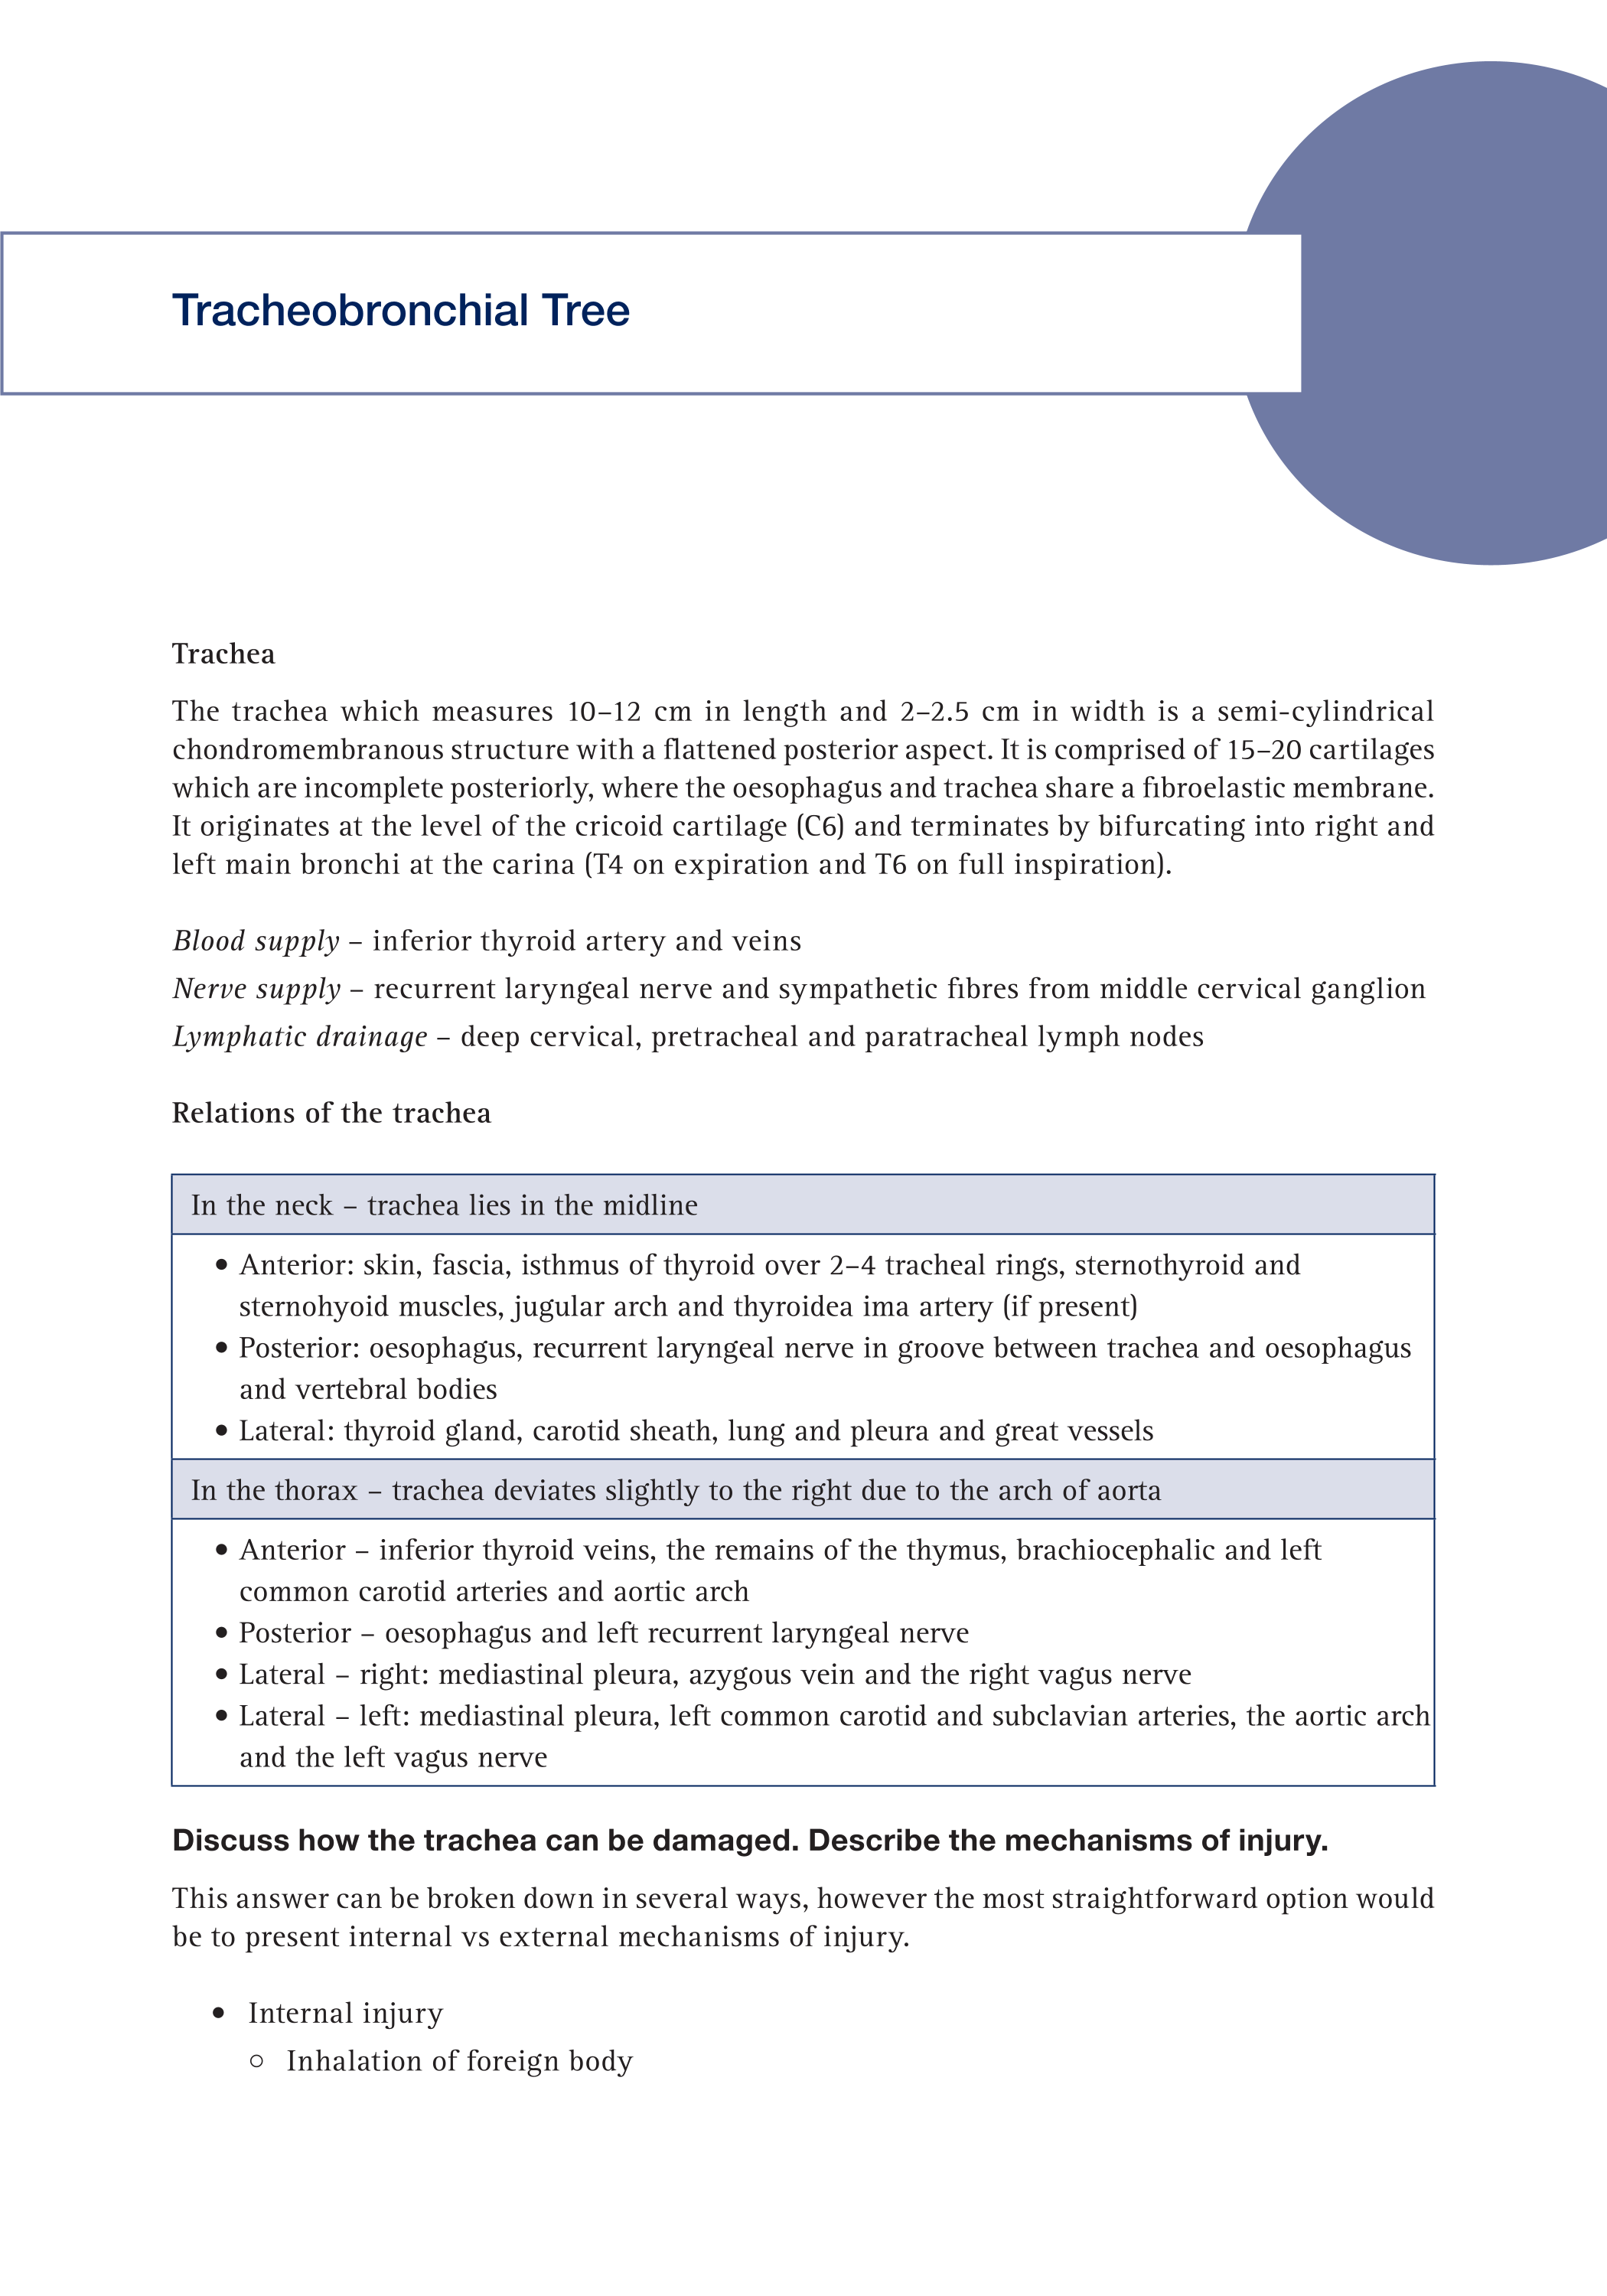 Tracheobronchial Tree
Trachea
The trachea which measures 10–12 cm in length and 2–2.5 cm in width is a semi-cylindrical
chondromembranous structure with a flattened posterior aspect. It is comprised of 15–20 cartilages
which are incomplete posteriorly, where the oesophagus and trachea share a fibroelastic membrane.
It originates at the level of the cricoid cartilage (C6) and terminates by bifurcating into right and
left main bronchi at the carina (T4 on expiration and T6 on full inspiration).
Blood supply – inferior thyroid artery and veins
Nerve supply – recurrent laryngeal nerve and sympathetic fibres from middle cervical ganglion
Lymphatic drainage – deep cervical, pretracheal and paratracheal lymph nodes
Relations of the trachea
In the neck – trachea lies in the midline
• Anterior: skin, fascia, isthmus of thyroid over 2–4 tracheal rings, sternothyroid and
sternohyoid muscles, jugular arch and thyroidea ima artery (if present)
• Posterior: oesophagus, recurrent laryngeal nerve in groove between trachea and oesophagus
and vertebral bodies
• Lateral: thyroid gland, carotid sheath, lung and pleura and great vessels
In the thorax – trachea deviates slightly to the right due to the arch of aorta
• Anterior – inferior thyroid veins, the remains of the thymus, brachiocephalic and left
common carotid arteries and aortic arch
• Posterior – oesophagus and left recurrent laryngeal nerve
• Lateral – right: mediastinal pleura, azygous vein and the right vagus nerve
• Lateral – left: mediastinal pleura, left common carotid and subclavian arteries, the aortic arch
and the left vagus nerve
Discuss how the trachea can be damaged. Describe the mechanisms of injury.
This answer can be broken down in several ways, however the most straightforward option would
be to present internal vs external mechanisms of injury.
• Internal injury
○ Inhalation of foreign body